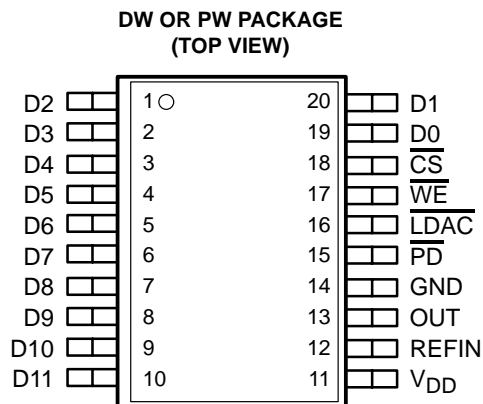 DW OR PW PACKAGE
(TOP VIEW)
D2 1 20 D1
D3 2 19 D0
D4 3 18 CS
D5 4 17 WE
D6 5 16 LDAC
D7 6 15 PD
D8 7 14 GND
D9 8 13 OUT
D10 9 12 REFIN
D11 10 11 VDD